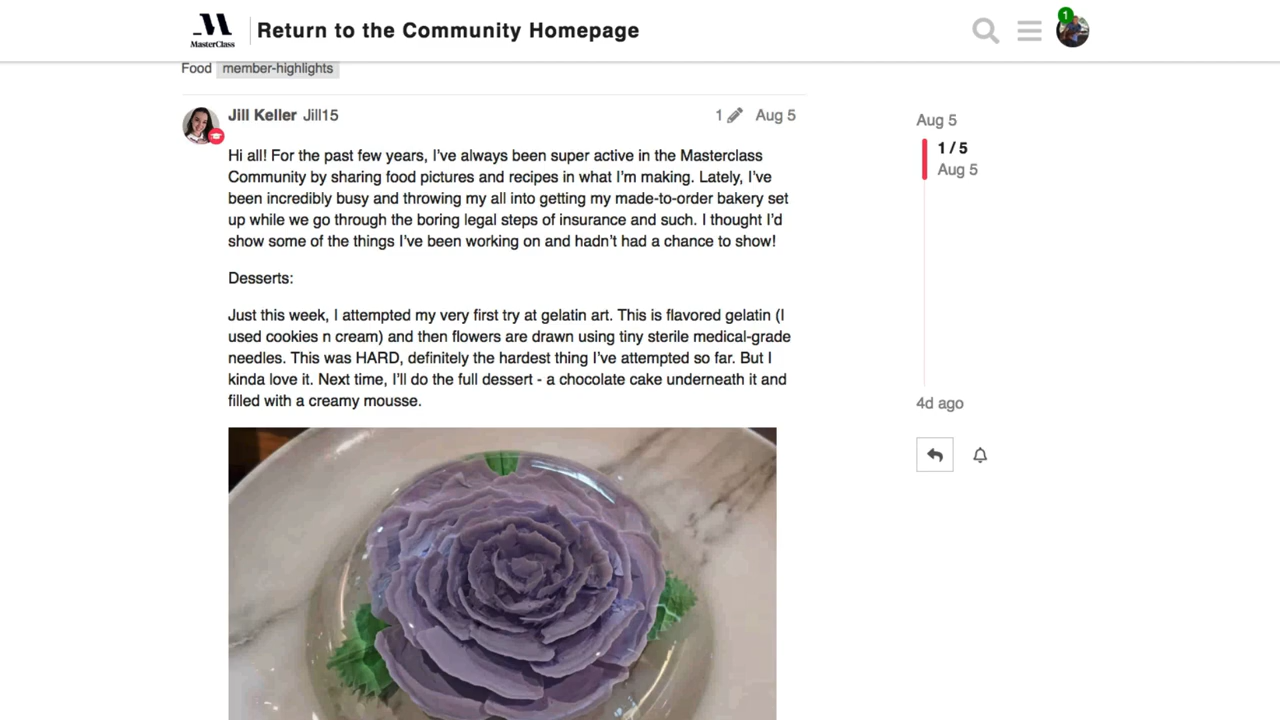 MasterClass
Return to the Community Homepage
1
Food member-highlights
Jill Keller Jill15
1 Aug 5
Hi all! For the past few years, I've always been super active in the Masterclass
Community by sharing food pictures and recipes in what I'm making. Lately, I've
been incredibly busy and throwing my all into getting my made-to-order bakery set
up while we go through the boring legal steps of insurance and such. I thought I'd
show some of the things I've been working on and hadn't had a chance to show!
Desserts:
Just this week, I attempted my very first try at gelatin art. This is flavored gelatin (I
used cookies n cream) and then flowers are drawn using tiny sterile medical-grade
needles. This was HARD, definitely the hardest thing I've attempted so far. But I
kinda love it. Next time, I'll do the full dessert - a chocolate cake underneath it and
filled with a creamy mousse.
Aug 5
1 / 5
Aug 5
4d ago